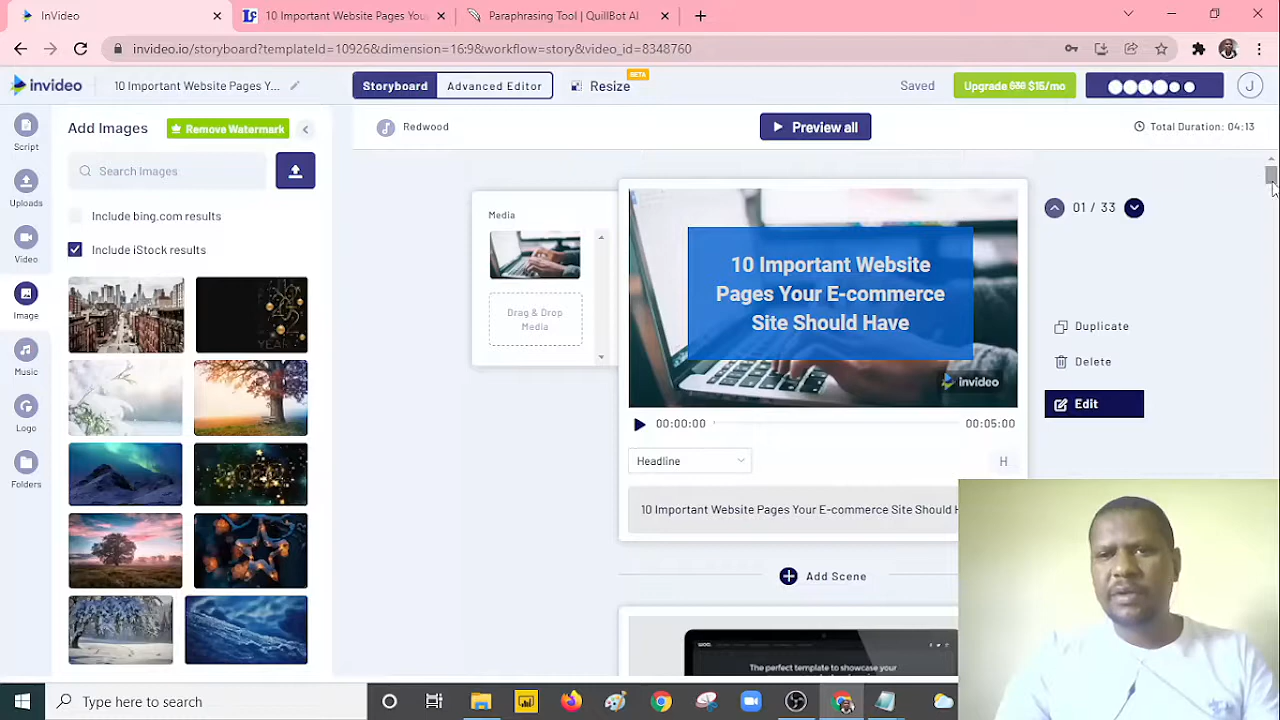 InVideo
10 Important Website Pages You
Paraphrasing Tool | QuillBot AI
invideo.io/storyboard?templateId=10926&dimension=16:9&workflow=story&video_id=8348760
invideo
10 Important Website Pages Y...
Storyboard
Advanced Editor
Resize
BETA
Saved
Upgrade $36 $15/mo
J
Script
Uploads
Video
Image
Music
Logo
Folders
Add Images
Remove Watermark
Search Images
Include bing.com results
Include iStock results
Redwood
Preview all
Total Duration: 04:13
Media
Drag & Drop
Media
10 Important Website
Pages Your E-commerce
Site Should Have
invideo
01 / 33
Duplicate
Delete
Edit
00:00:00
00:05:00
Headline
H
10 Important Website Pages Your E-commerce Site Should H
Add Scene
WOO.
The perfect template to showcase your
Type here to search